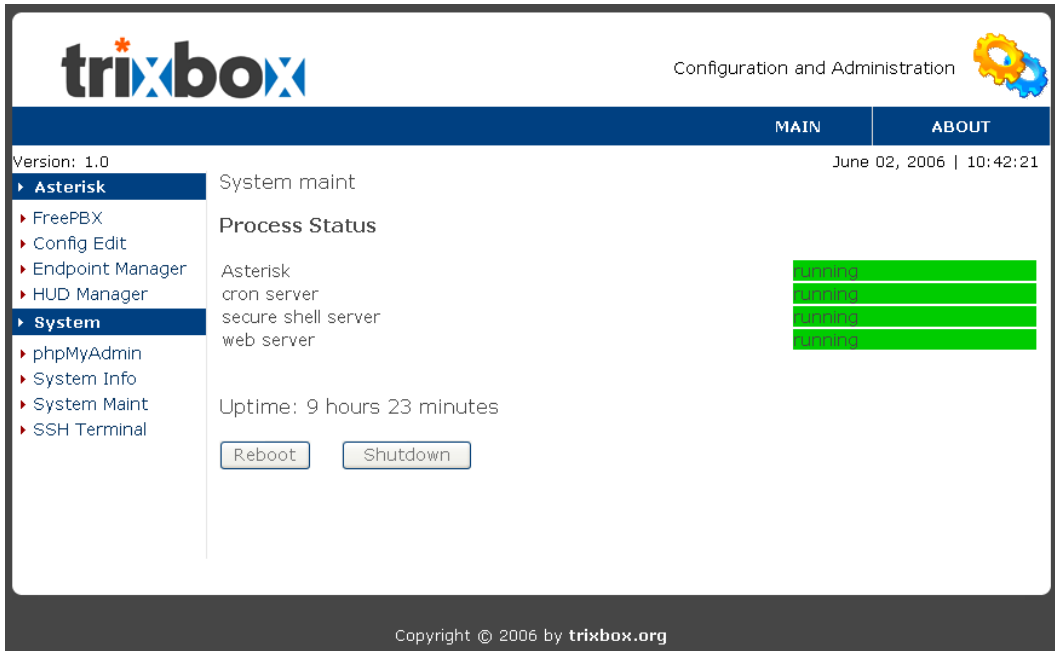 trixbox
Configuration and Administration
MAIN ABOUT
Version: 1.0
June 02, 2006 | 10:42:21
Asterisk
FreePBX
Config Edit
Endpoint Manager
HUD Manager
System
phpMyAdmin
System Info
System Maint
SSH Terminal
System maint
Process Status
Asterisk running
cron server running
secure shell server running
web server running
Uptime: 9 hours 23 minutes
Reboot Shutdown
Copyright © 2006 by trixbox.org